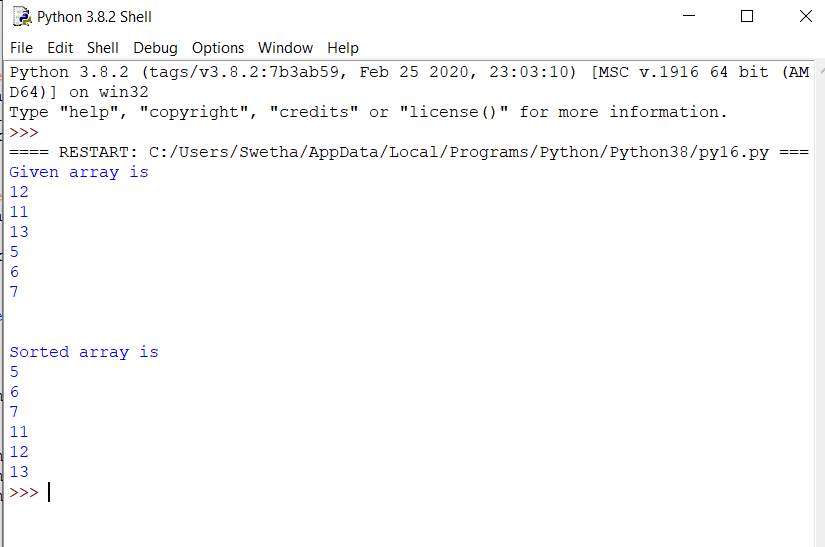 Python 3.8.2 Shell
File Edit Shell Debug Options Window Help
Python 3.8.2 (tags/v3.8.2:7b3ab59, Feb 25 2020, 23:03:10) [MSC v.1916 64 bit (AM
D64)] on win32
Type "help", "copyright", "credits" or "license()" for more information.
>>>
==== RESTART: C:/Users/Swetha/AppData/Local/Programs/Python/Python38/py16.py ===
Given array is
12
11
13
5
6
7
Sorted array is
5
6
7
11
12
13
>>>